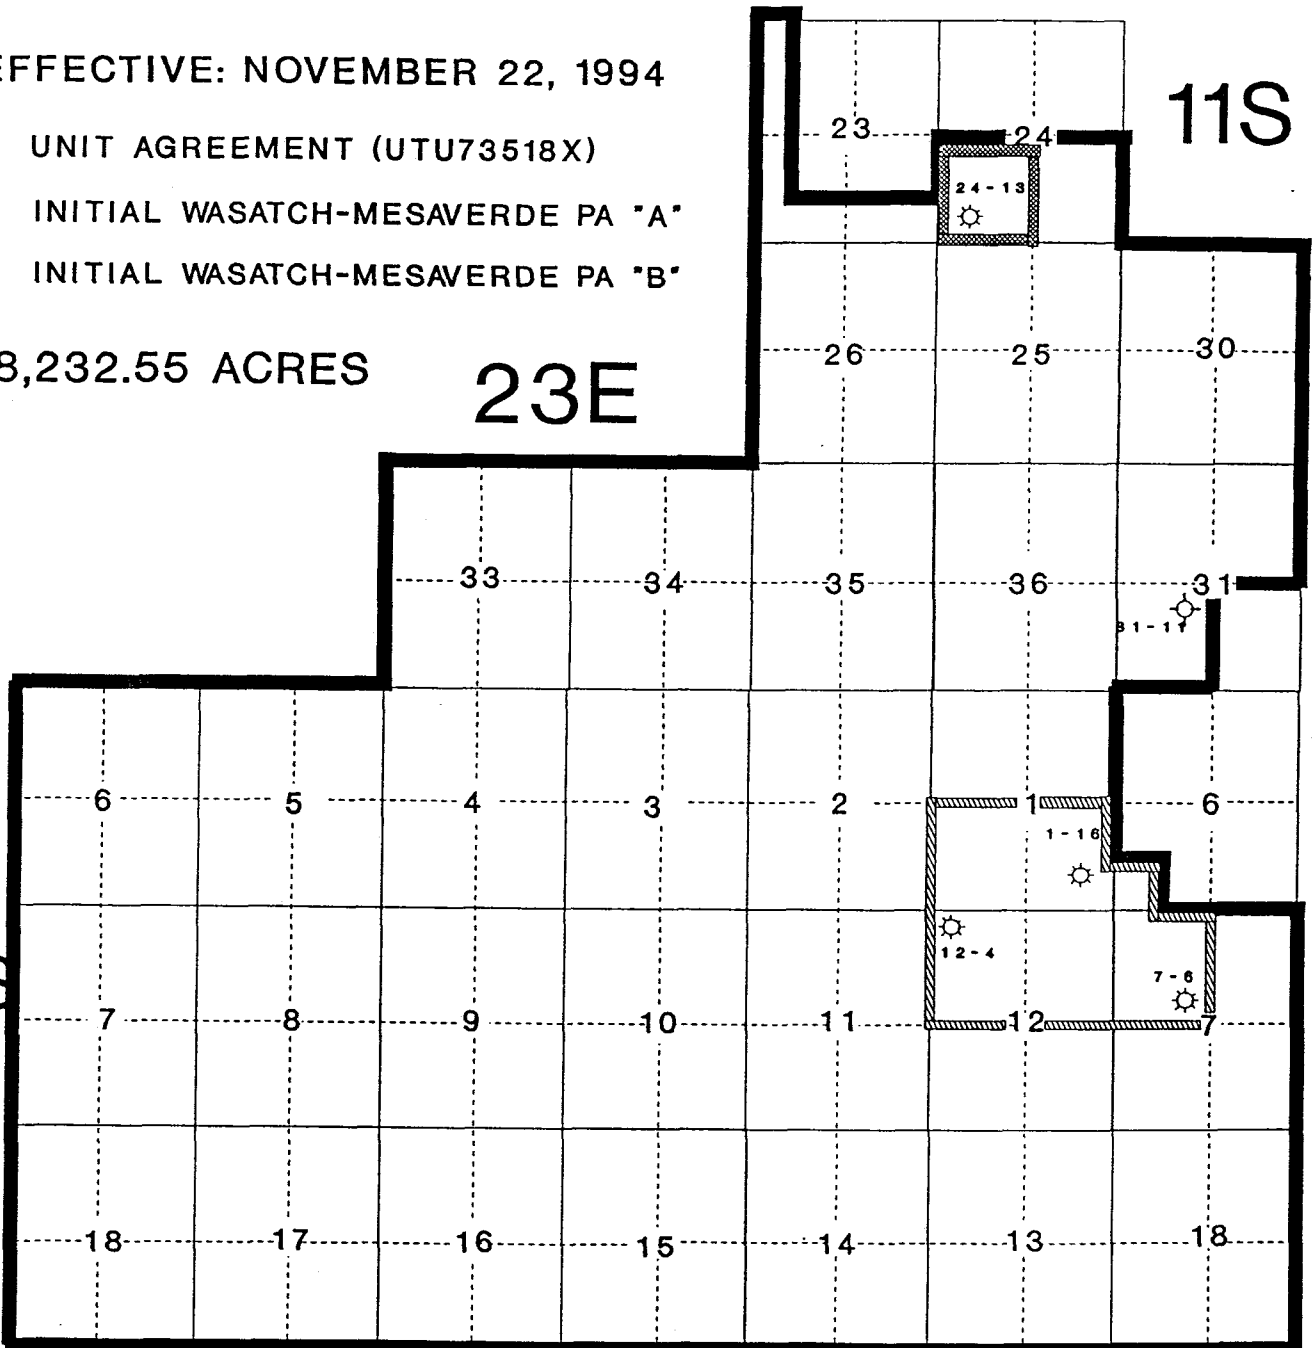 EFFECTIVE: NOVEMBER 22, 1994
11S
UNIT AGREEMENT (UTU73518X)
INITIAL WASATCH-MESAVERDE PA "A"
INITIAL WASATCH-MESAVERDE PA "B"
8,232.55 ACRES
23E
23 24
24-13
26 25 30
33 34 35 36 31
31-11
6 5 4 3 2 1 6
1-16
12-4
7-6
7 8 9 10 11 12 7
18 17 16 15 14 13 18